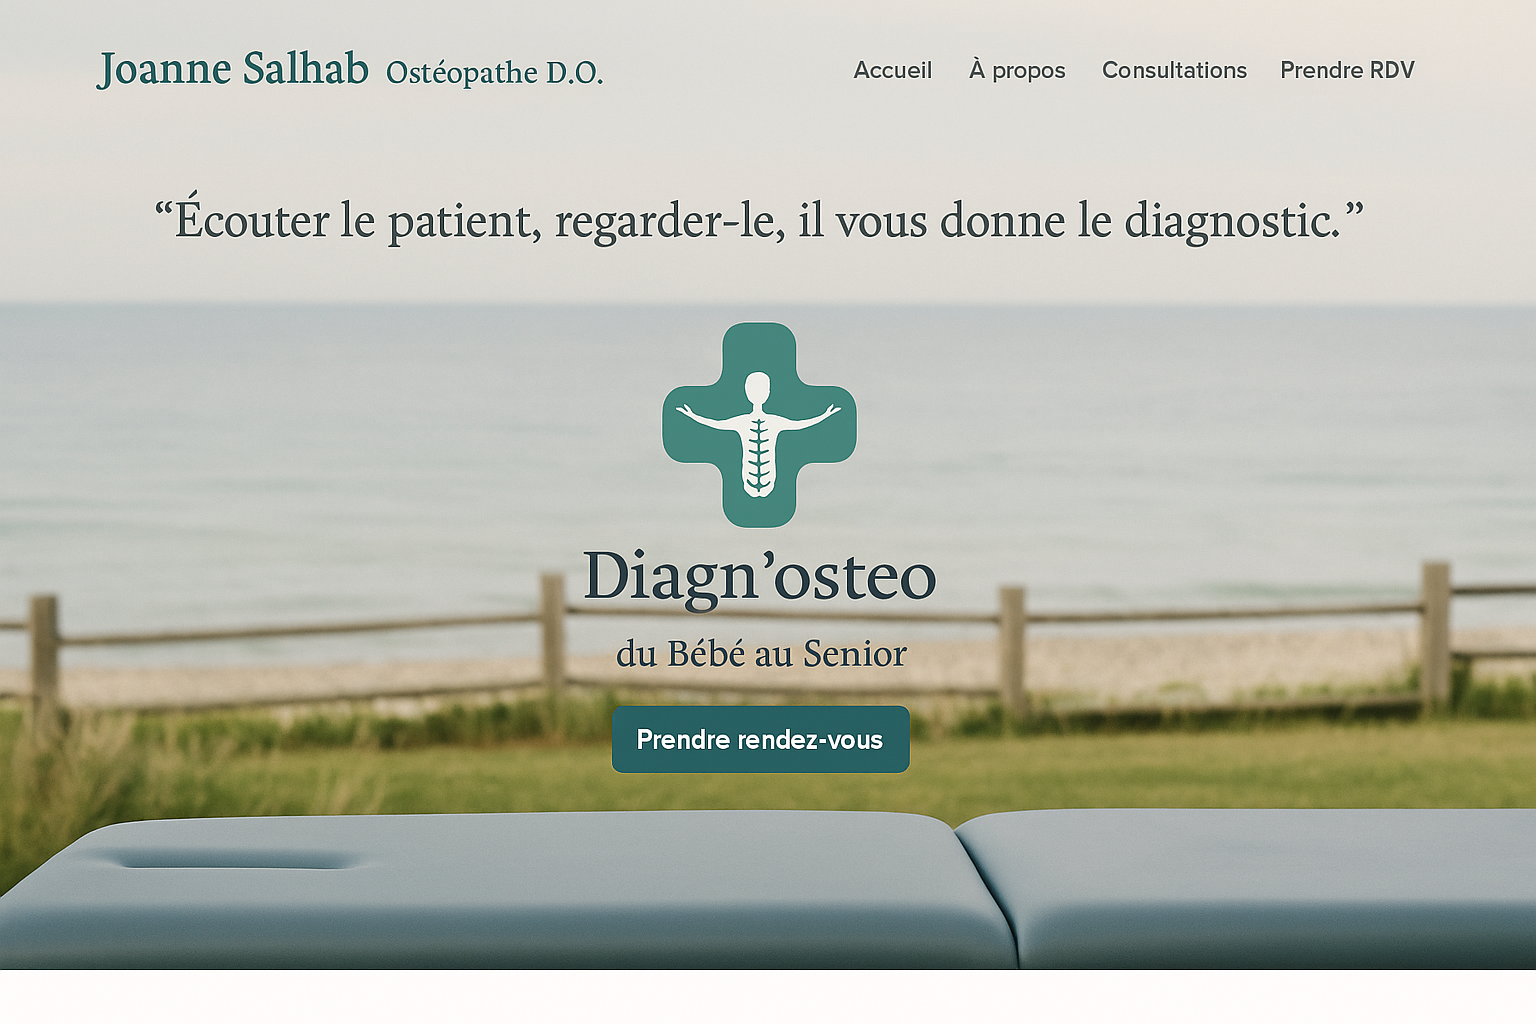 Joanne Salhab Ostéopathe D.O.
Accueil À propos Consultations Prendre RDV
“Écouter le patient, regarder-le, il vous donne le diagnostic.”
Diagn’osteo
du Bébé au Senior
Prendre rendez-vous